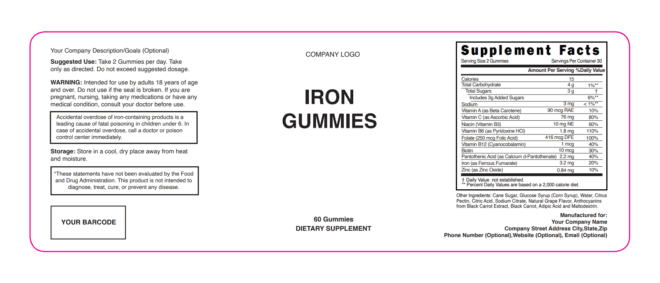 Your Company Description/Goals (Optional)
Suggested Use: Take 2 Gummies per day. Take
only as directed. Do not exceed suggested dosage.
WARNING: Intended for use by adults 18 years of age
and over. Do not use if the seal is broken. If you are
pregnant, nursing, taking any medications or have any
medical condition, consult your doctor before use.
Accidental overdose of iron-containing products is a
leading cause of fatal poisoning in children under 6. In
case of accidental overdose, call a doctor or poison
control center immediately.
Storage: Store in a cool, dry place away from heat
and moisture.
*These statements have not been evaluated by the Food
and Drug Administration. This product is not intended to
diagnose, treat, cure, or prevent any disease.
YOUR BARCODE
COMPANY LOGO
IRON
GUMMIES
60 Gummies
DIETARY SUPPLEMENT
Supplement Facts
Serving Size 2 Gummies Servings Per Container 30
Amount Per Serving %Daily Value
Calories 15
Total Carbohydrate 4 g 1%**
Total Sugars 3 g †
Includes 3g Added Sugars 6%**
Sodium 3 mg < 1%**
Vitamin A (as Beta Carotene) 90 mcg RAE 10%
Vitamin C (as Ascorbic Acid) 76 mg 80%
Niacin (Vitamin B3) 10 mg NE 60%
Vitamin B6 (as Pyridoxine HCl) 1.8 mg 110%
Folate (250 mcg Folic Acid) 415 mcg DFE 100%
Vitamin B12 (Cyanocobalamin) 1 mcg 40%
Biotin 10 mcg 30%
Pantothenic Acid (as Calcium d-Pantothenate) 2.2 mg 40%
Iron (as Ferrous Fumarate) 3.2 mg 20%
Zinc (as Zinc Oxide) 0.84 mg 10%
† Daily Value not established.
** Percent Daily Values are based on a 2,000 calorie diet
Other Ingredients: Cane Sugar, Glucose Syrup (Corn Syrup), Water, Citrus
Pectin, Citric Acid, Sodium Citrate, Natural Grape Flavor, Anthocyanins
from Black Carrot Extract, Black Carrot, Adipic Acid and Maltodextrin.
Manufactured for:
Your Company Name
Company Street Address City,State,Zip
Phone Number (Optional),Website (Optional), Email (Optional)